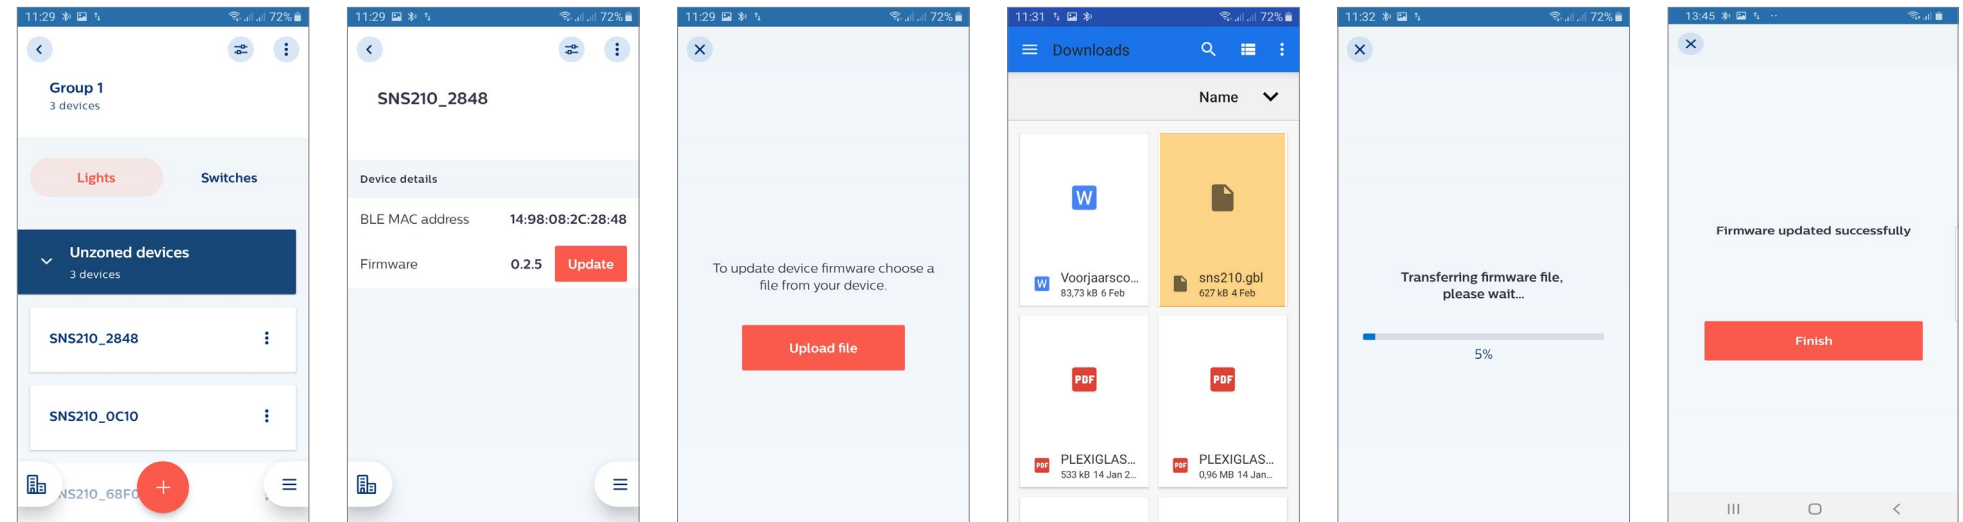 11:29
72%
Group 1
3 devices
Lights
Switches
Unzoned devices
3 devices
SNS210_2848
SNS210_0C10
NS210_68F0
11:29
72%
SNS210_2848
Device details
BLE MAC address 14:98:08:2C:28:48
Firmware 0.2.5 Update
11:29
72%
To update device firmware choose a
file from your device.
Upload file
11:31
72%
Downloads
Name
W
W Voorjaarsco...
83,73 kB 6 Feb
sns210.gbl
627 kB 4 Feb
PDF
PDF PLEXIGLAS...
533 kB 14 Jan 2...
PDF
PDF PLEXIGLAS...
0,96 MB 14 Jan...
11:32
72%
Transferring firmware file,
please wait...
5%
13:45
Firmware updated successfully
Finish